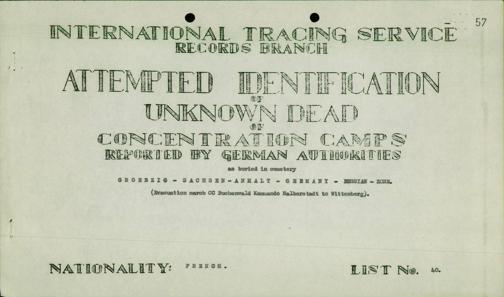 57
INTERNATIONAL TRACING SERVICE
RECORDS BRANCH
ATTEMPTED IDENTIFICATION
OF
UNKNOWN DEAD
OF
CONCENTRATION CAMPS
REPORTED BY GERMAN AUTHORITIES
as buried in cemetery
GROEBZIG - SACHSEN-ANHALT - GERMANY - RUSSIAN - ZONE.
(Evacuation march CC Buchenwald Kommando Halberstadt to Wittenberg).
NATIONALITY: FRENCH. LIST No. 40.